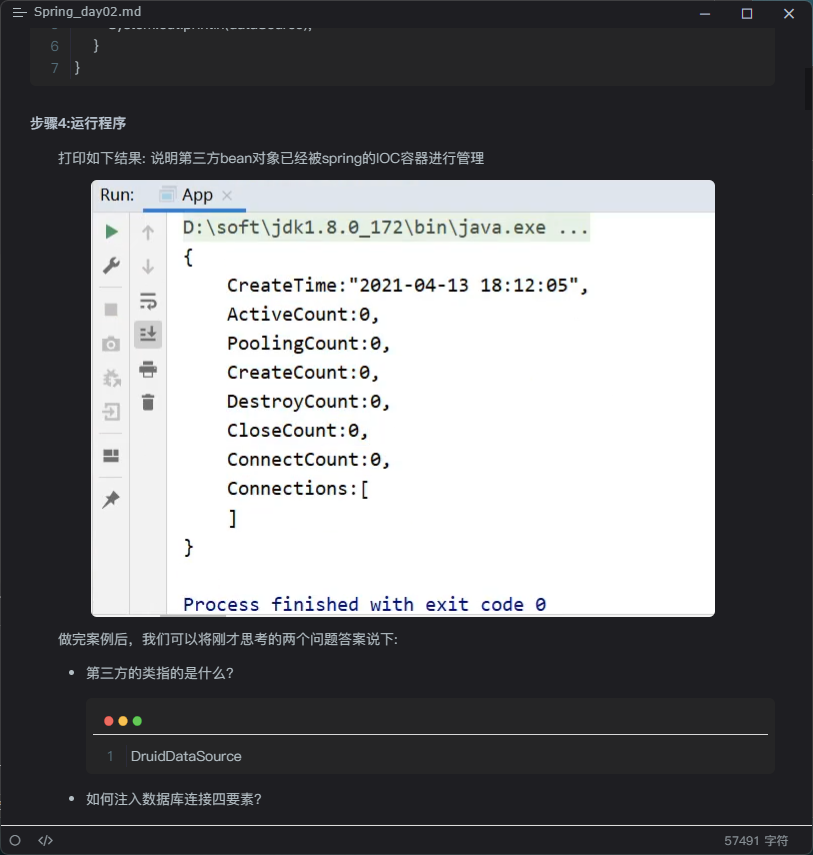 Spring_day02.md
6 }
7 }
步骤4:运行程序
打印如下结果: 说明第三方bean对象已经被spring的IOC容器进行管理
Run: App
D:\soft\jdk1.8.0_172\bin\java.exe ...
{
CreateTime:"2021-04-13 18:12:05",
ActiveCount:0,
PoolingCount:0,
CreateCount:0,
DestroyCount:0,
CloseCount:0,
ConnectCount:0,
Connections:[
]
}
Process finished with exit code 0
做完案例后，我们可以将刚才思考的两个问题答案说下:
第三方的类指的是什么?
1 DruidDataSource
如何注入数据库连接四要素?
57491 字符